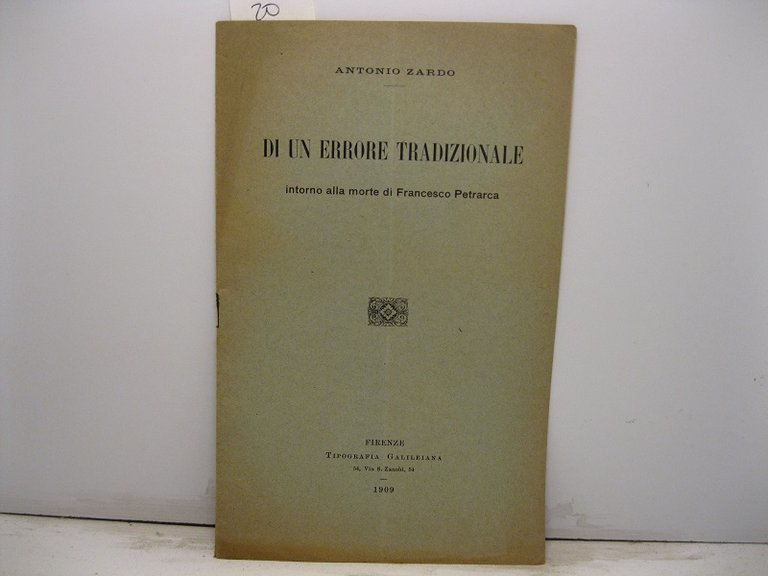 20
ANTONIO ZARDO
DI UN ERRORE TRADIZIONALE
intorno alla morte di Francesco Petrarca
FIRENZE
TIPOGRAFIA GALILEIANA
54, Via S. Zanobi, 54
1909